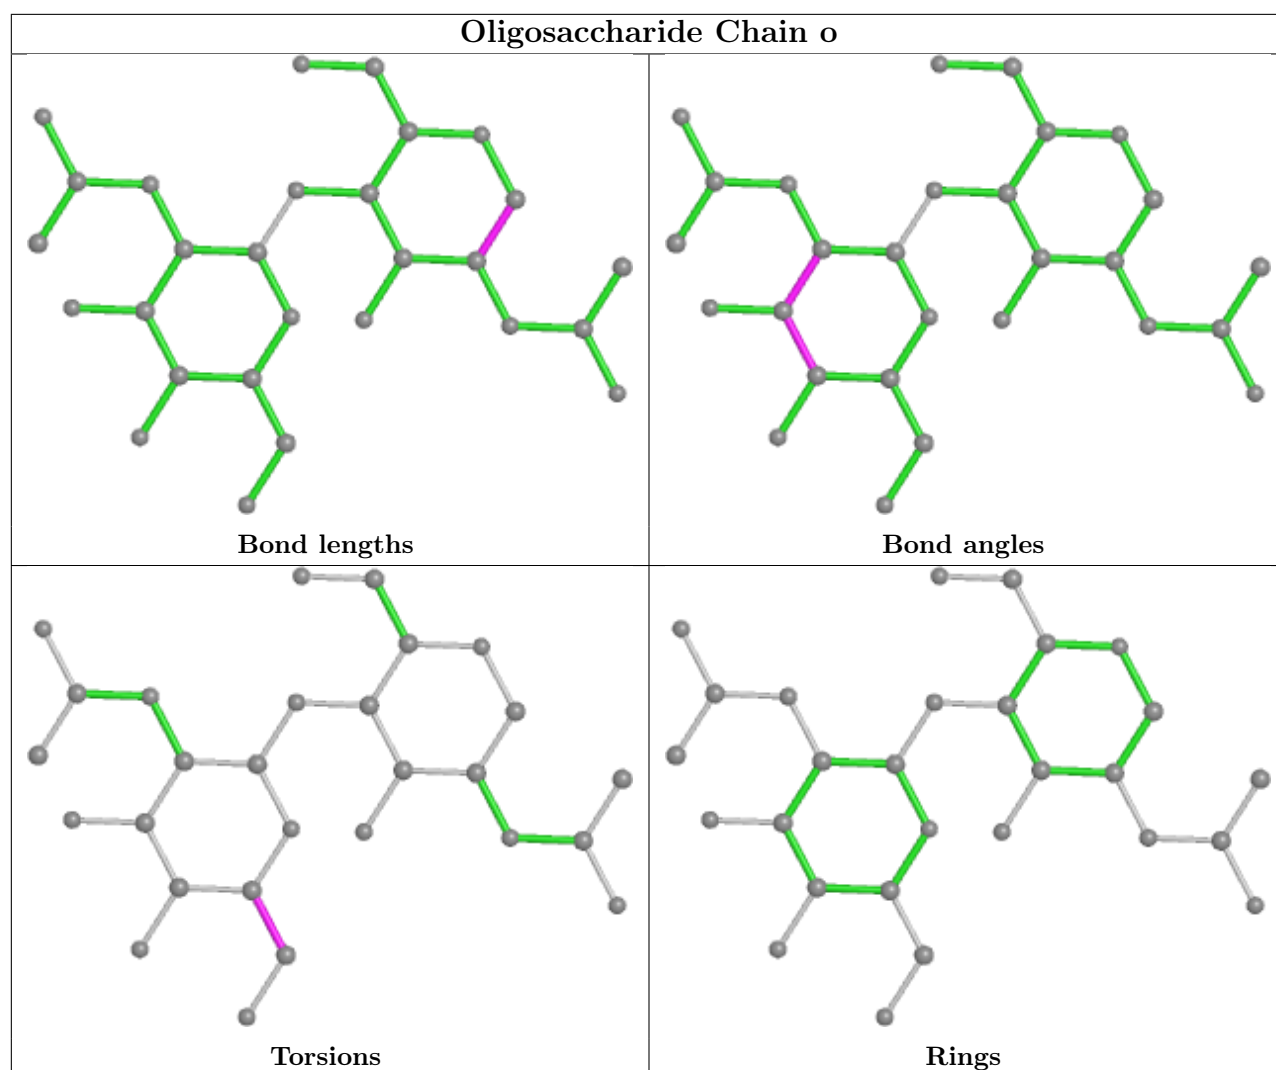 Oligosaccharide Chain o
Bond lengths
Bond angles
Torsions
Rings